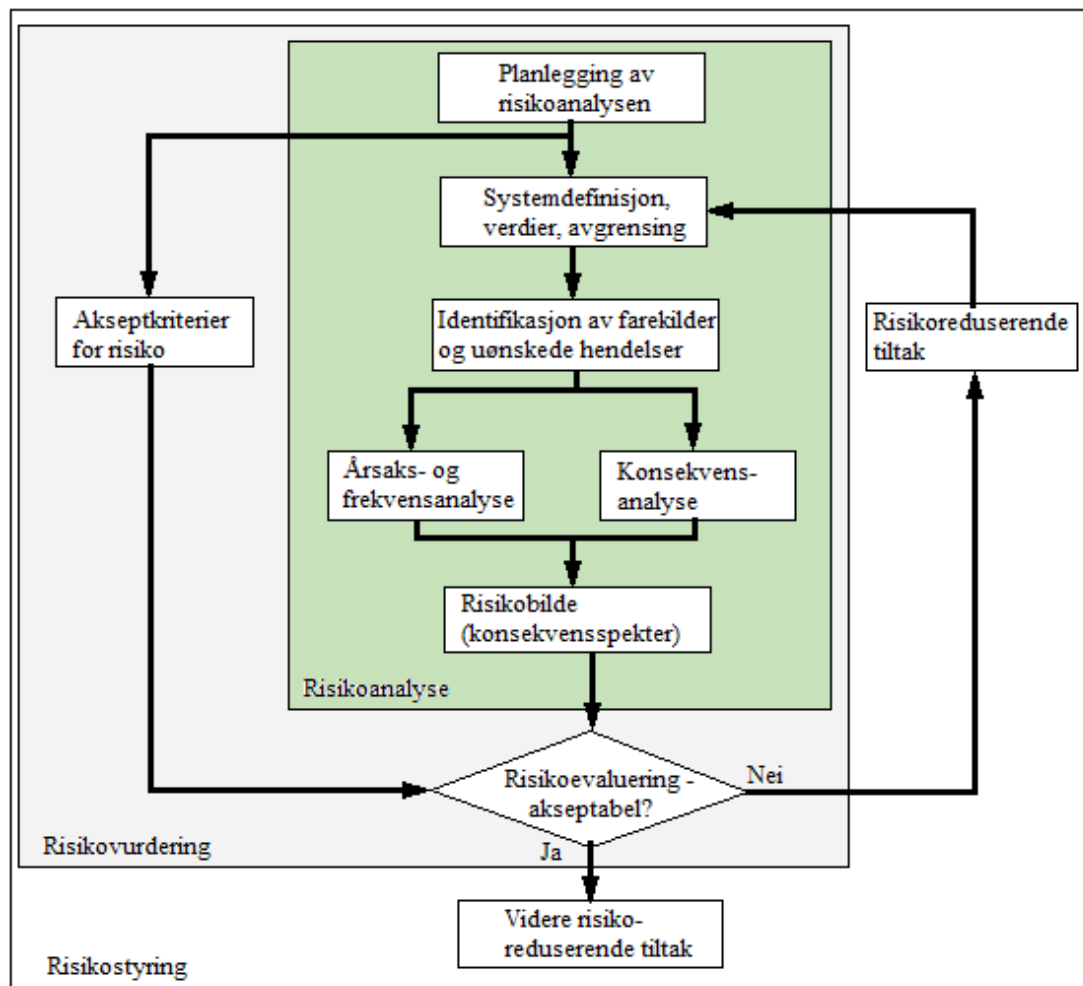 Planlegging av
risikoanalysen
Systemdefinisjon,
verdier, avgrensing
Akseptkriterier
for risiko
Identifikasjon av farekilder
og uønskede hendelser
Risikoreduserende
tiltak
Årsaks- og
frekvensanalyse
Konsekvens-
analyse
Risikobilde
(konsekvensspekter)
Risikoanalyse
Risikoevaluering -
akseptabel?
Nei
Risikovurdering
Ja
Videre risiko-
reduserende tiltak
Risikostyring